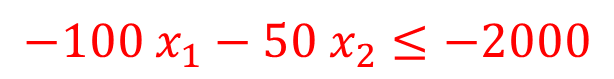 −100 x₁ − 50 x₂ ≤ −2000